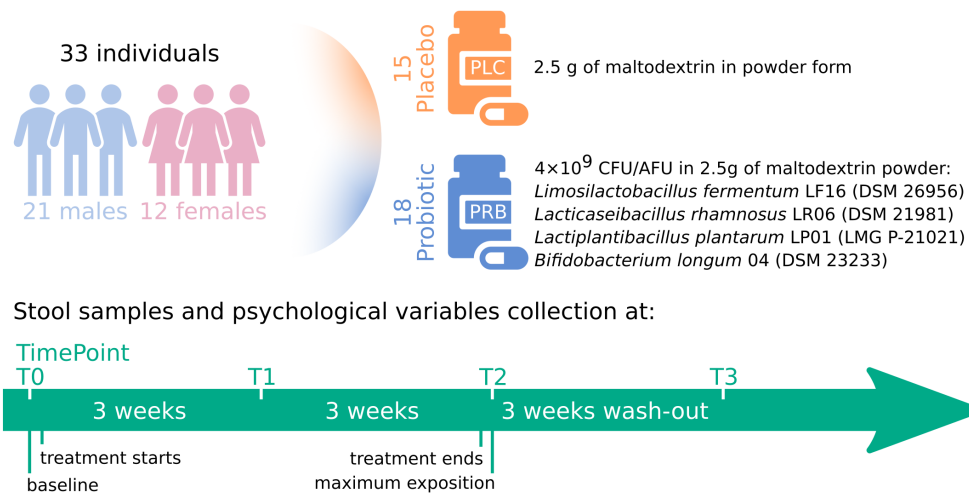 33 individuals
21 males 12 females
15
Placebo
PLC
2.5 g of maltodextrin in powder form
18
Probiotic
PRB
4×10⁹ CFU/AFU in 2.5g of maltodextrin powder:
Limosilactobacillus fermentum LF16 (DSM 26956)
Lacticaseibacillus rhamnosus LR06 (DSM 21981)
Lactiplantibacillus plantarum LP01 (LMG P-21021)
Bifidobacterium longum 04 (DSM 23233)
Stool samples and psychological variables collection at:
TimePoint
T0 T1 T2 T3
3 weeks 3 weeks 3 weeks wash-out
treatment starts treatment ends
baseline maximum exposition